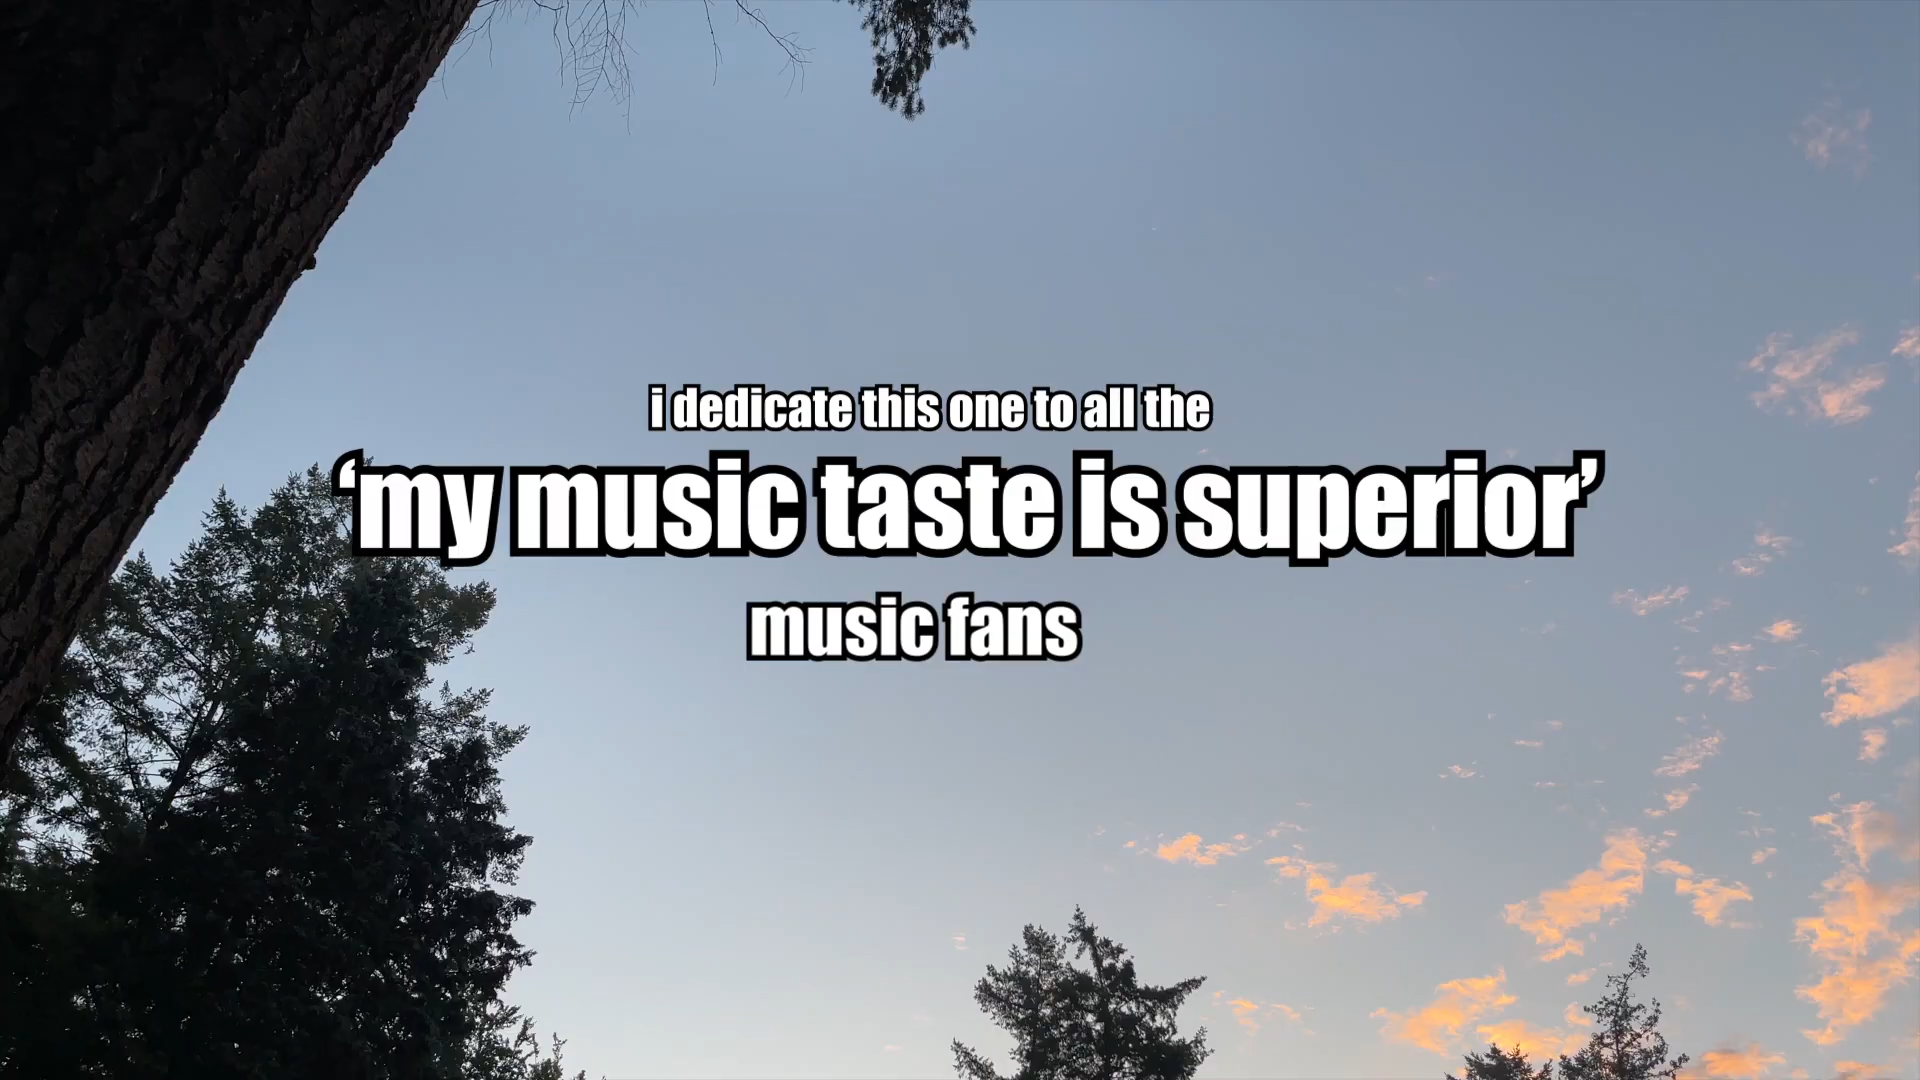 i dedicate this one to all the
‘my music taste is superior’
music fans